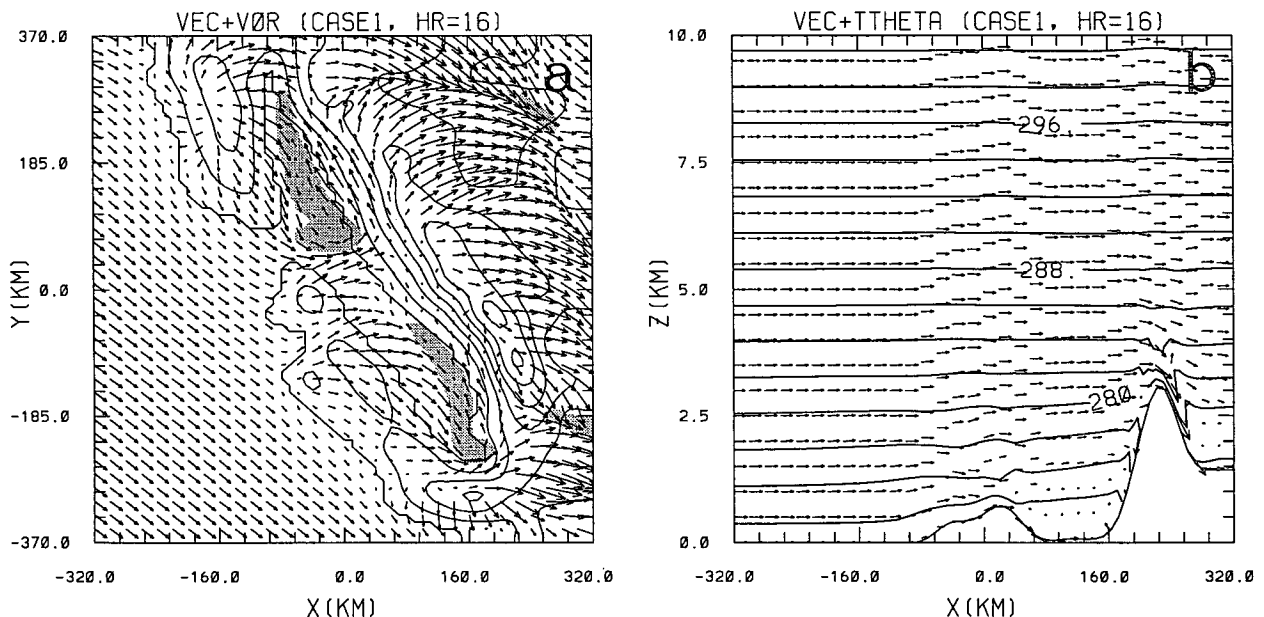 VEC+VØR (CASE1, HR=16)
370.0
185.0
0.0
-185.0
-370.0
Y(KM)
-320.0
-160.0
0.0
160.0
320.0
X(KM)
a
VEC+TTHETA (CASE1, HR=16)
10.0
7.5
5.0
2.5
0.0
Z(KM)
-320.0
-160.0
0.0
160.0
320.0
X(KM)
b
296.
288.
280.